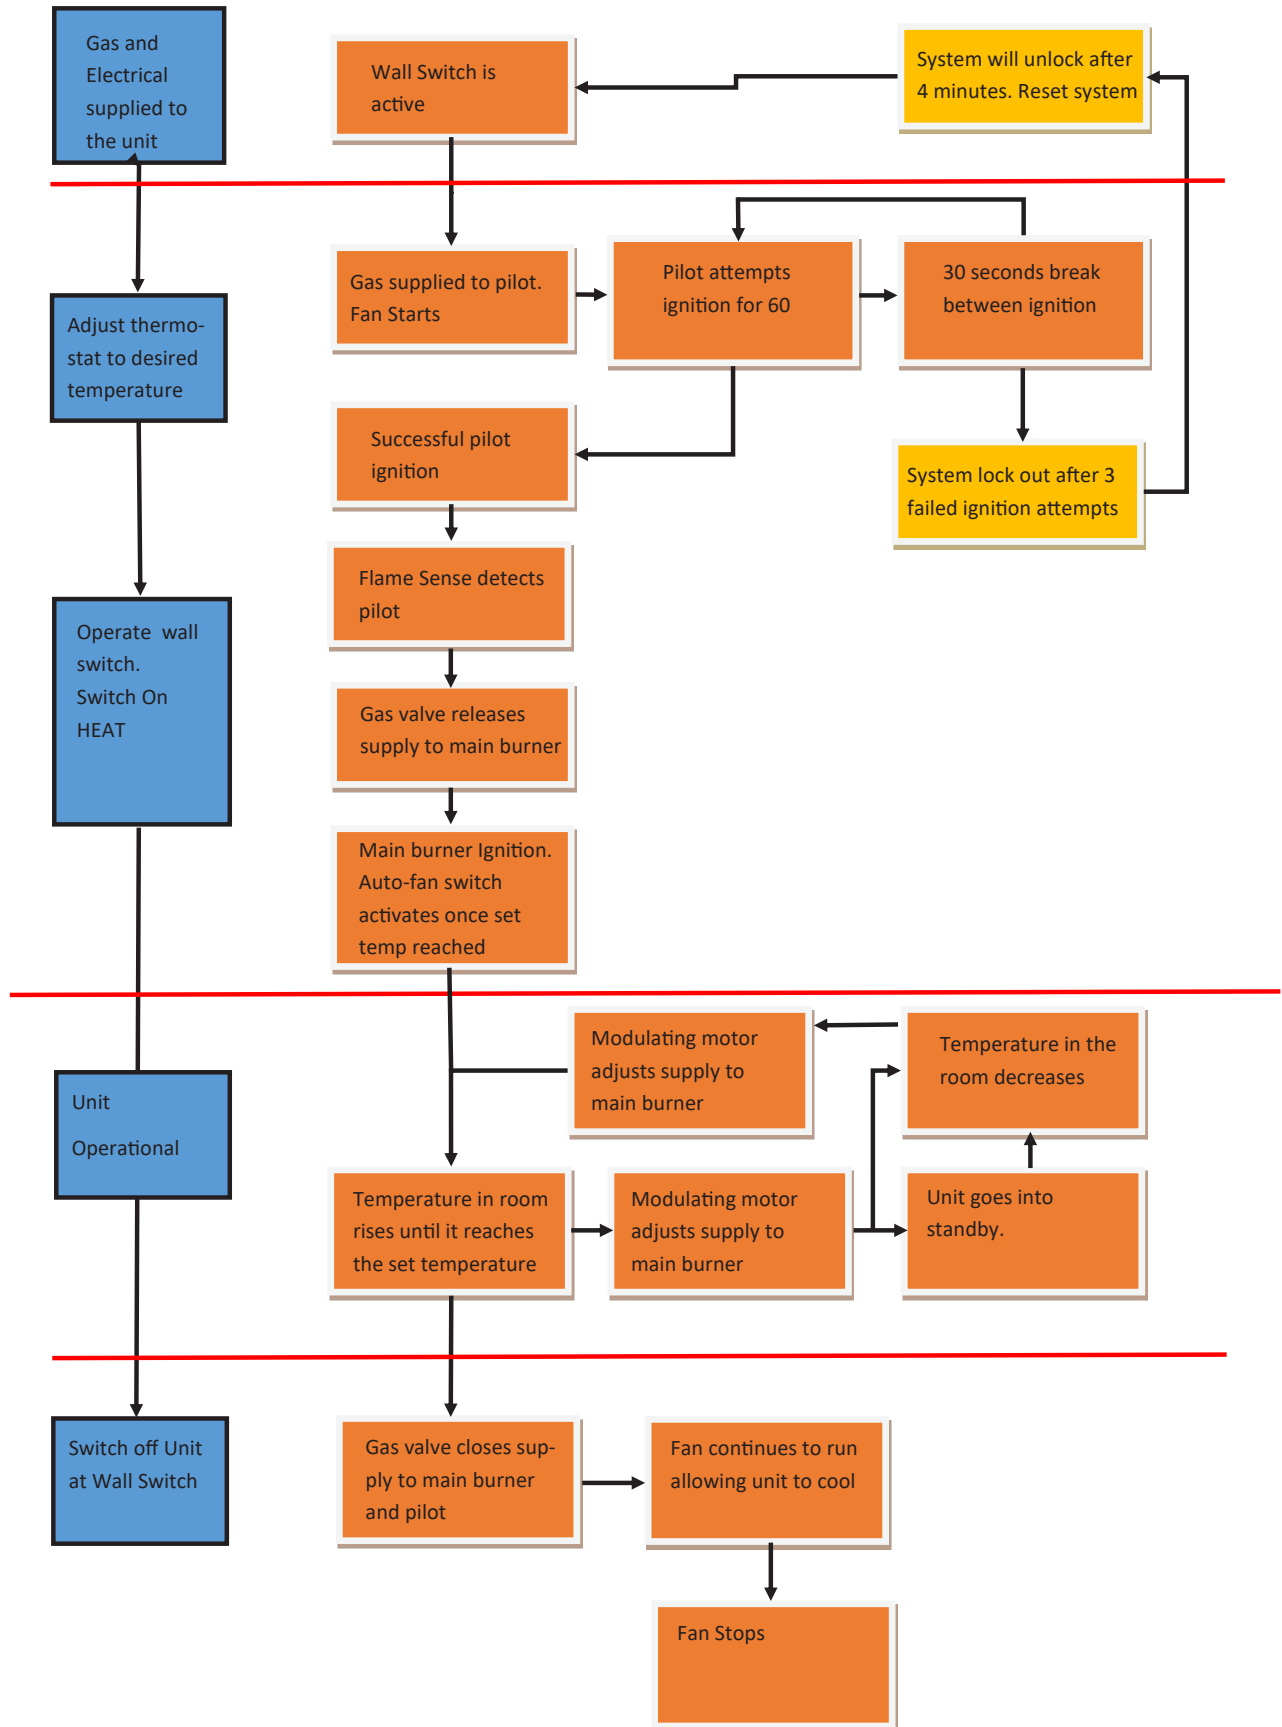 Gas and
Electrical
supplied to
the unit
Wall Switch is
active
System will unlock after
4 minutes. Reset system
Gas supplied to pilot.
Fan Starts
Pilot attempts
ignition for 60
30 seconds break
between ignition
Adjust thermo-
stat to desired
temperature
Successful pilot
ignition
System lock out after 3
failed ignition attempts
Flame Sense detects
pilot
Operate wall
switch.
Switch On
HEAT
Gas valve releases
supply to main burner
Main burner Ignition.
Auto-fan switch
activates once set
temp reached
Modulating motor
adjusts supply to
main burner
Temperature in the
room decreases
Unit
Operational
Temperature in room
rises until it reaches
the set temperature
Modulating motor
adjusts supply to
main burner
Unit goes into
standby.
Switch off Unit
at Wall Switch
Gas valve closes sup-
ply to main burner
and pilot
Fan continues to run
allowing unit to cool
Fan Stops